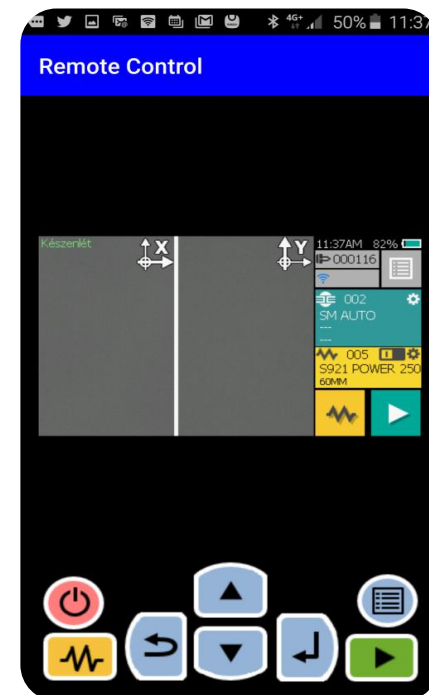 4G+ 50% 11:37
Remote Control
Készenlét
X
Y
11:37AM 82%
000116
002
SM AUTO
---
---
005
S921 POWER 250
60MM